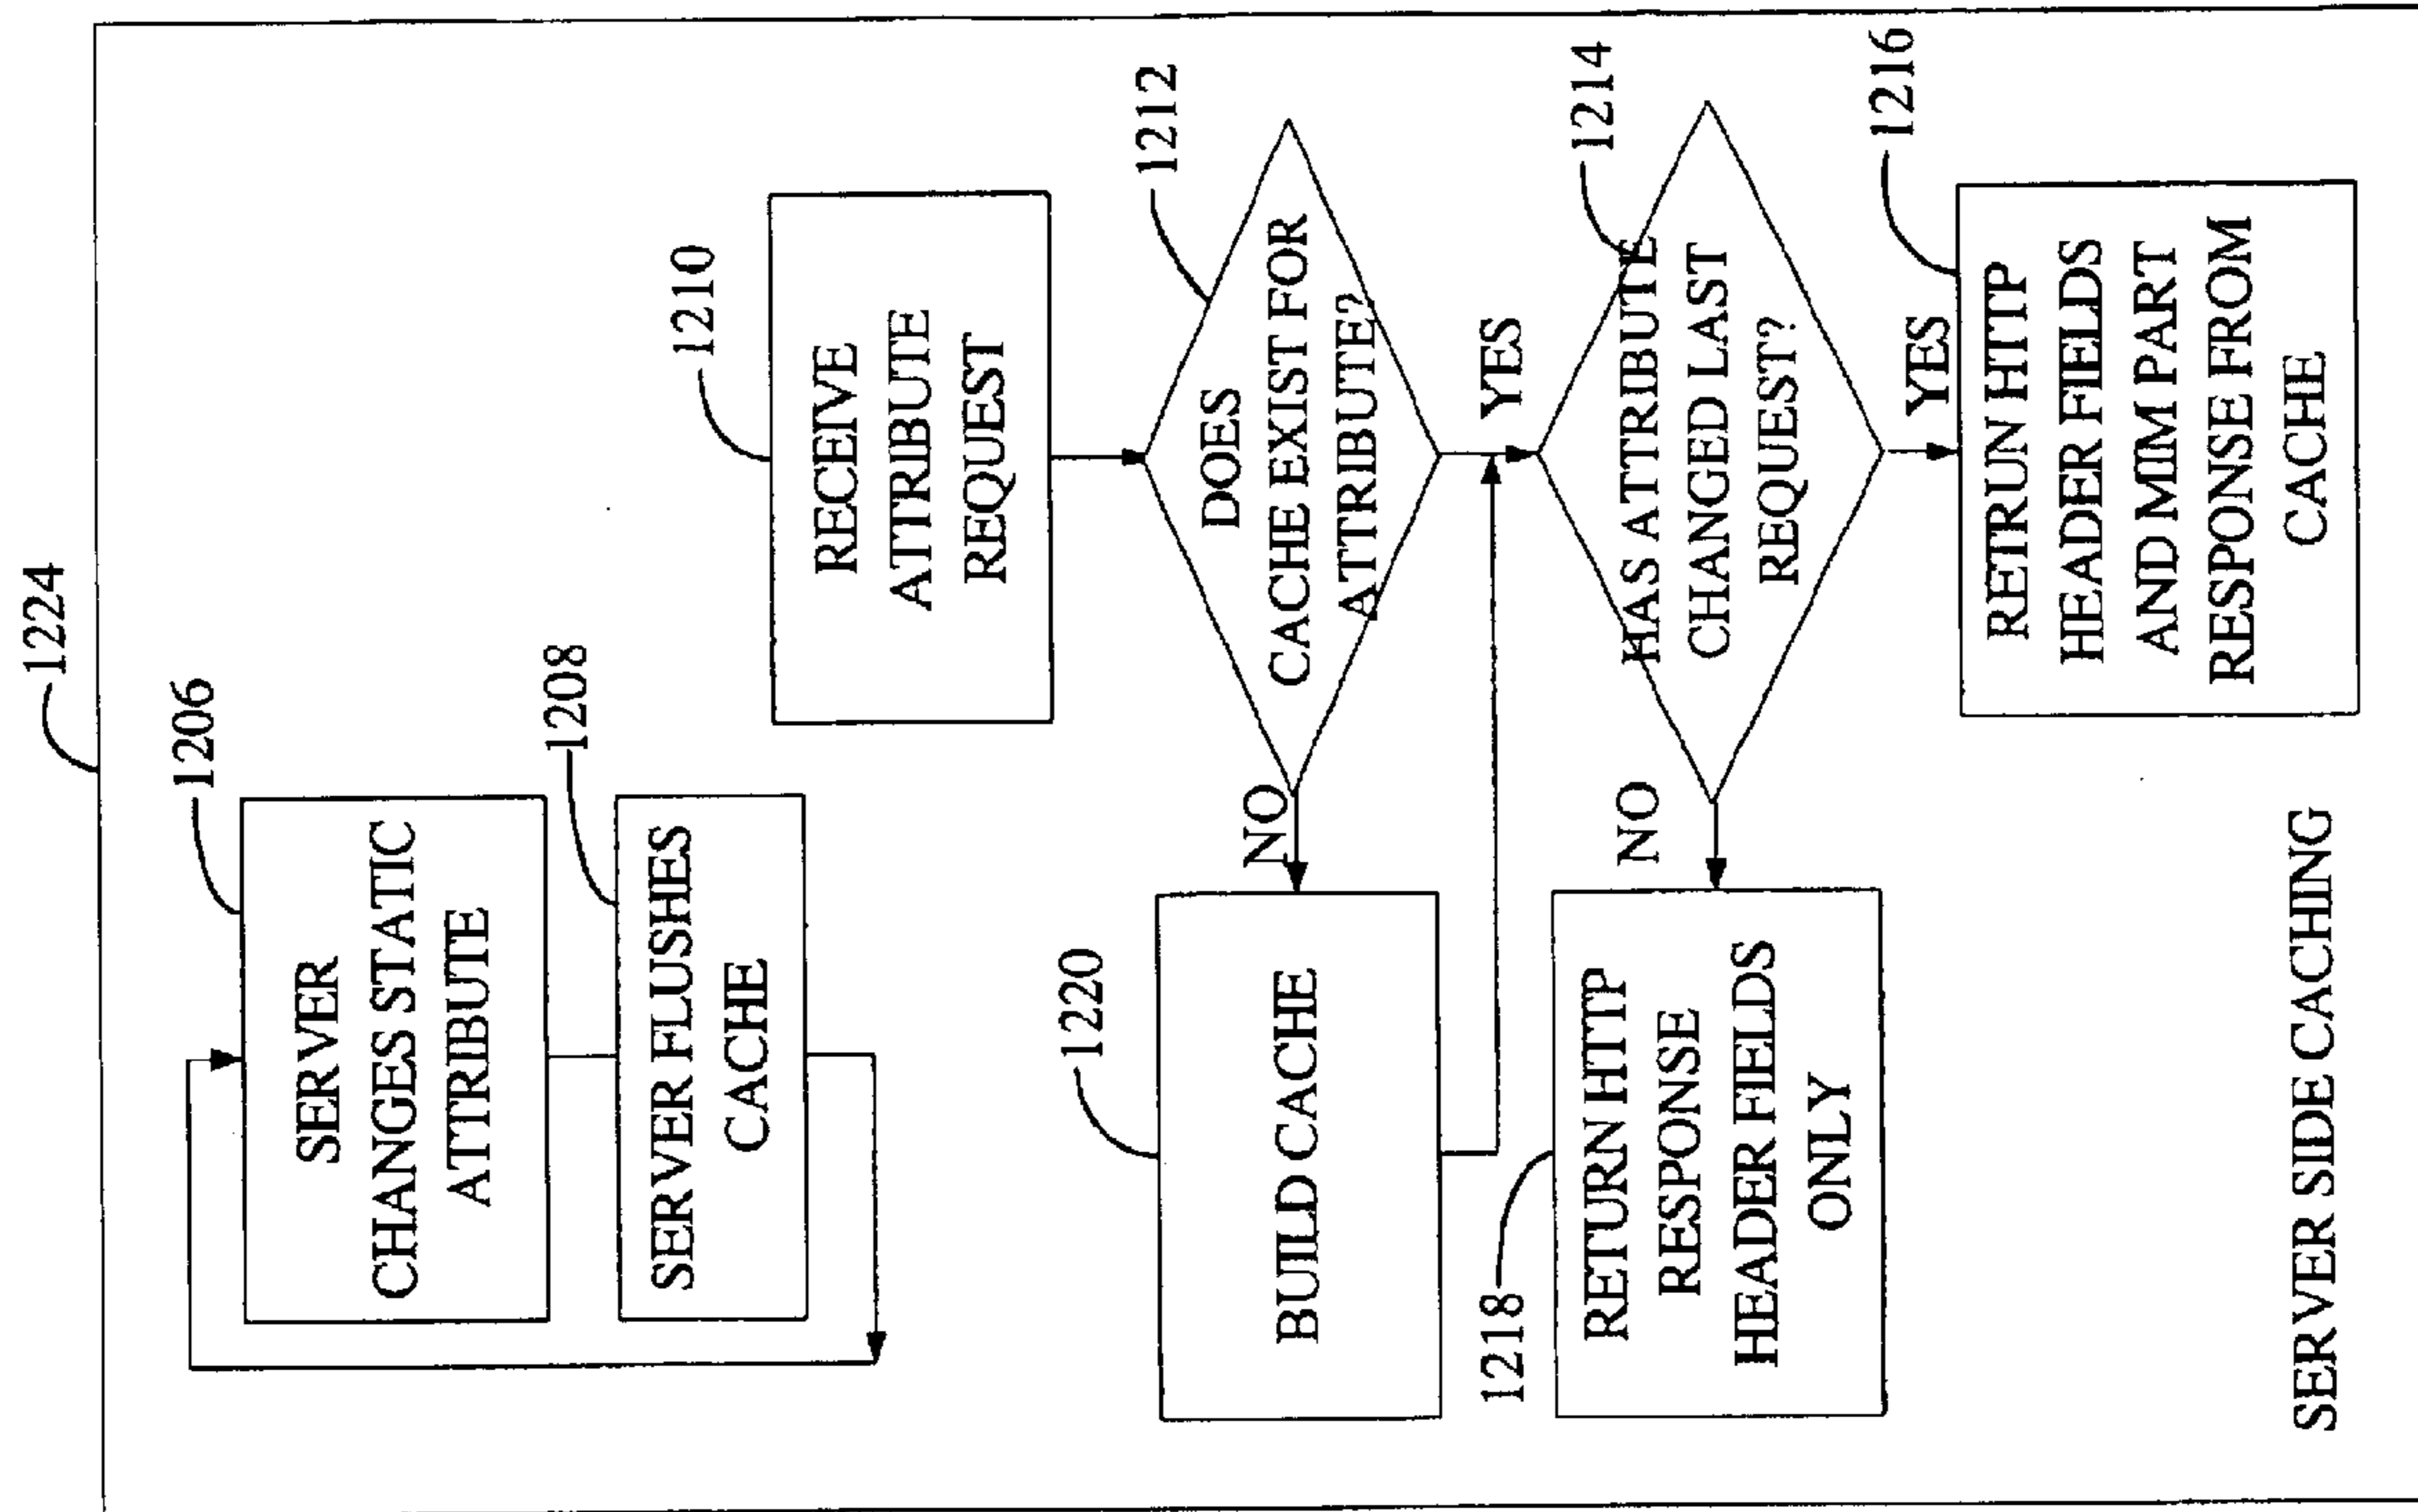 1224
1206
SERVER
CHANGES STATIC
ATTRIBUTE
1208
SERVER FLUSHES
CACHE
1210
RECEIVE
ATTRIBUTE
REQUEST
1212
DOES
CACHE EXIST FOR
ATTRIBUTE?
NO
YES
1220
BUILD CACHE
1214
HAS ATTRIBUTE
CHANGED LAST
REQUEST?
NO
YES
1218
RETURN HTTP
RESPONSE
HEADER FIELDS
ONLY
1216
RETRUN HTTP
HEADER FIELDS
AND MIM PART
RESPONSE FROM
CACHE
SERVER SIDE CACHING